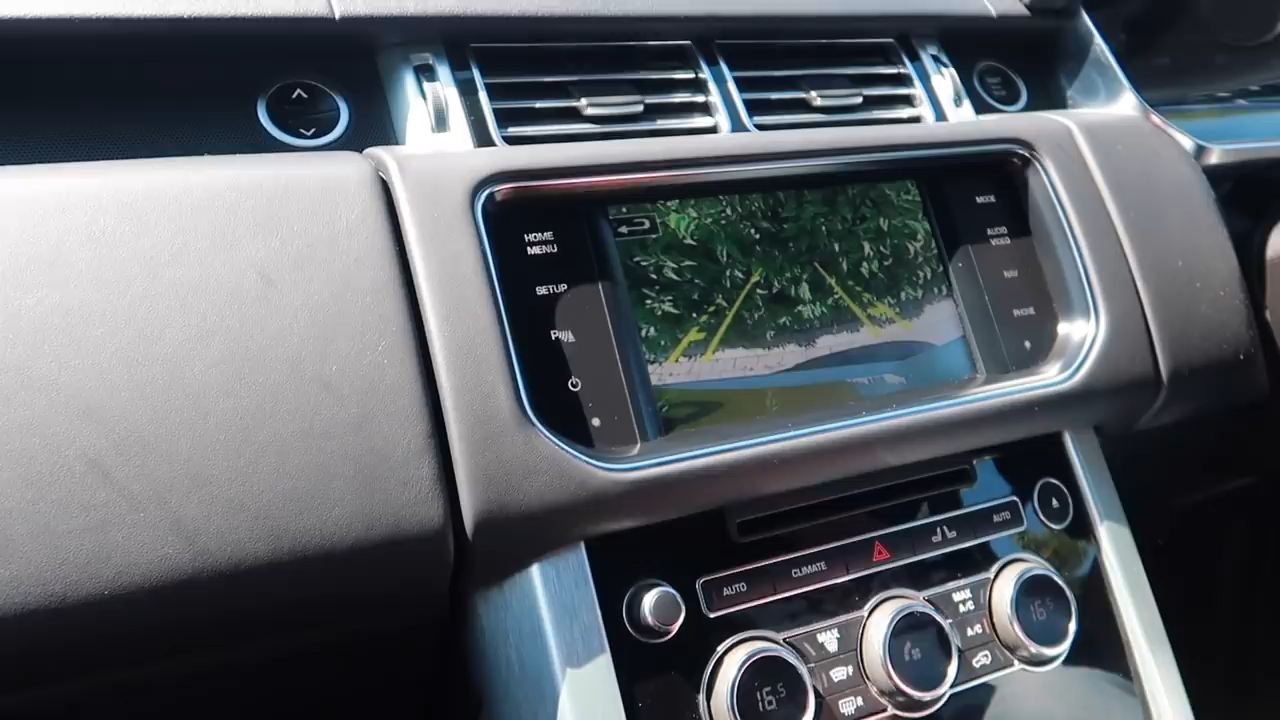 HOME
MENU
SETUP
P
MODE
AUDIO
VIDEO
NAV
PHONE
AUTO
CLIMATE
AUTO
MAX
F
R
MAX
A/C
A/C
16.5
16.5